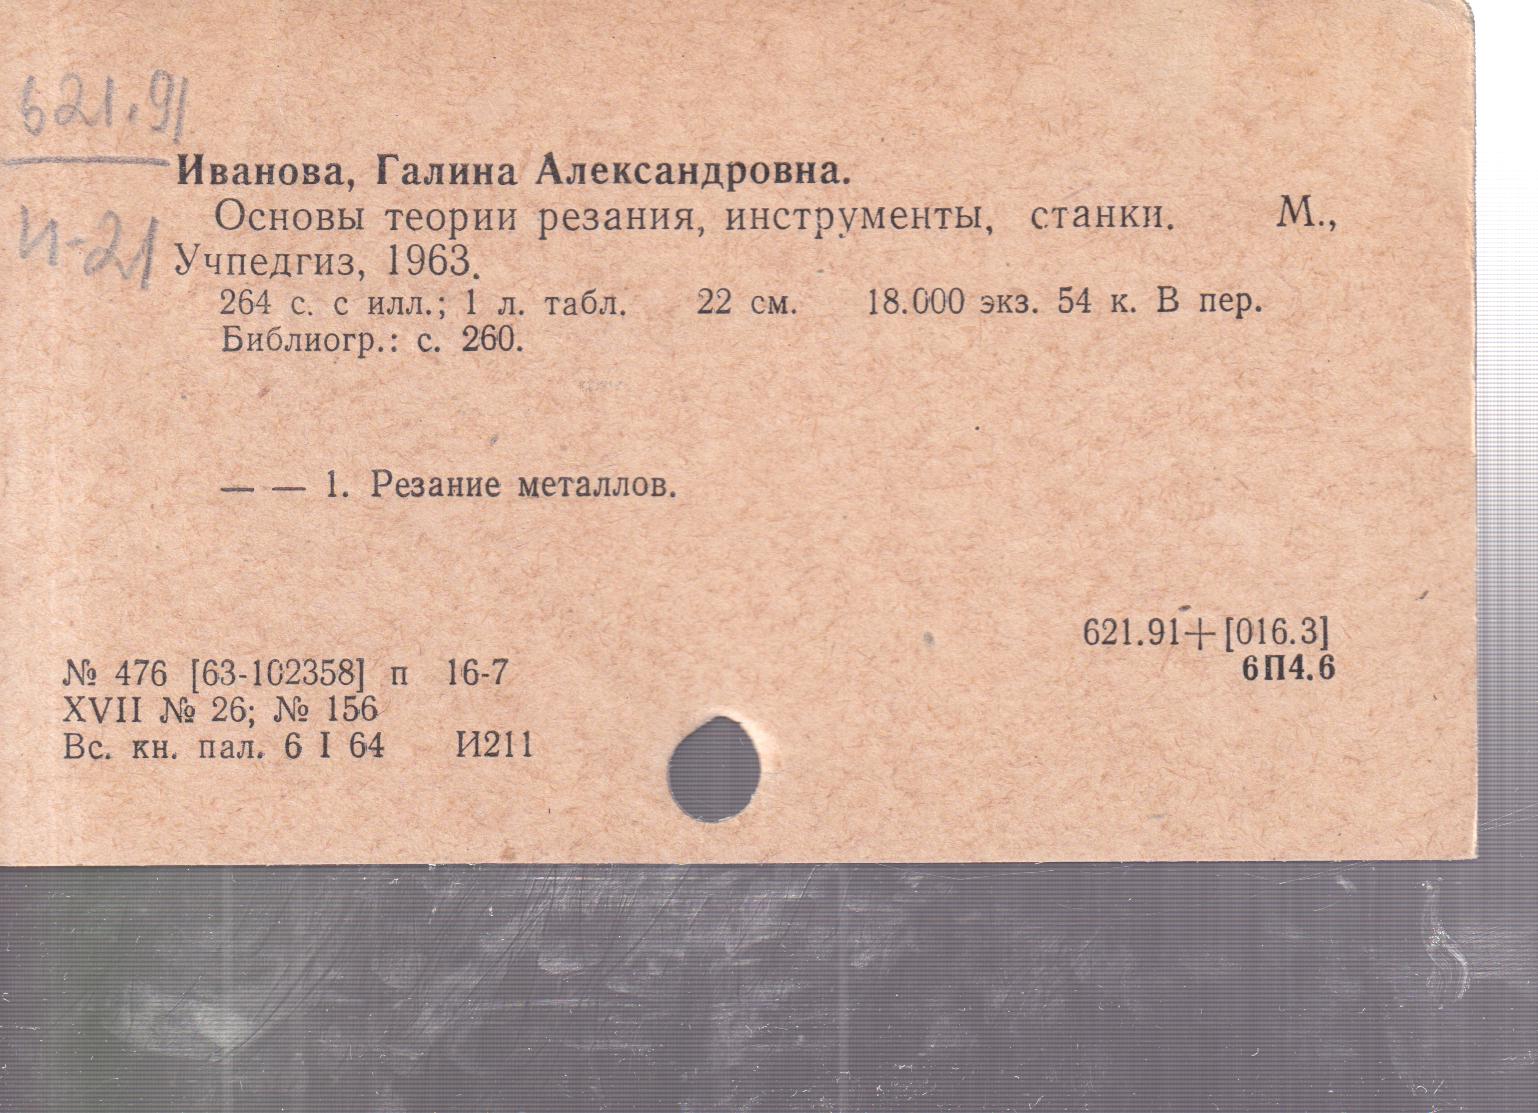 621.91
И-21
Иванова, Галина Александровна.
Основы теории резания, инструменты, станки. М.,
Учпедгиз, 1963.
264 с. с илл.; 1 л. табл. 22 см. 18.000 экз. 54 к. В пер.
Библиогр.: с. 260.
— — 1. Резание металлов.
621.91+[016.3]
6П4.6
№ 476 [63-102358] п 16-7
XVII № 26; № 156
Вс. кн. пал. 6 I 64 И211